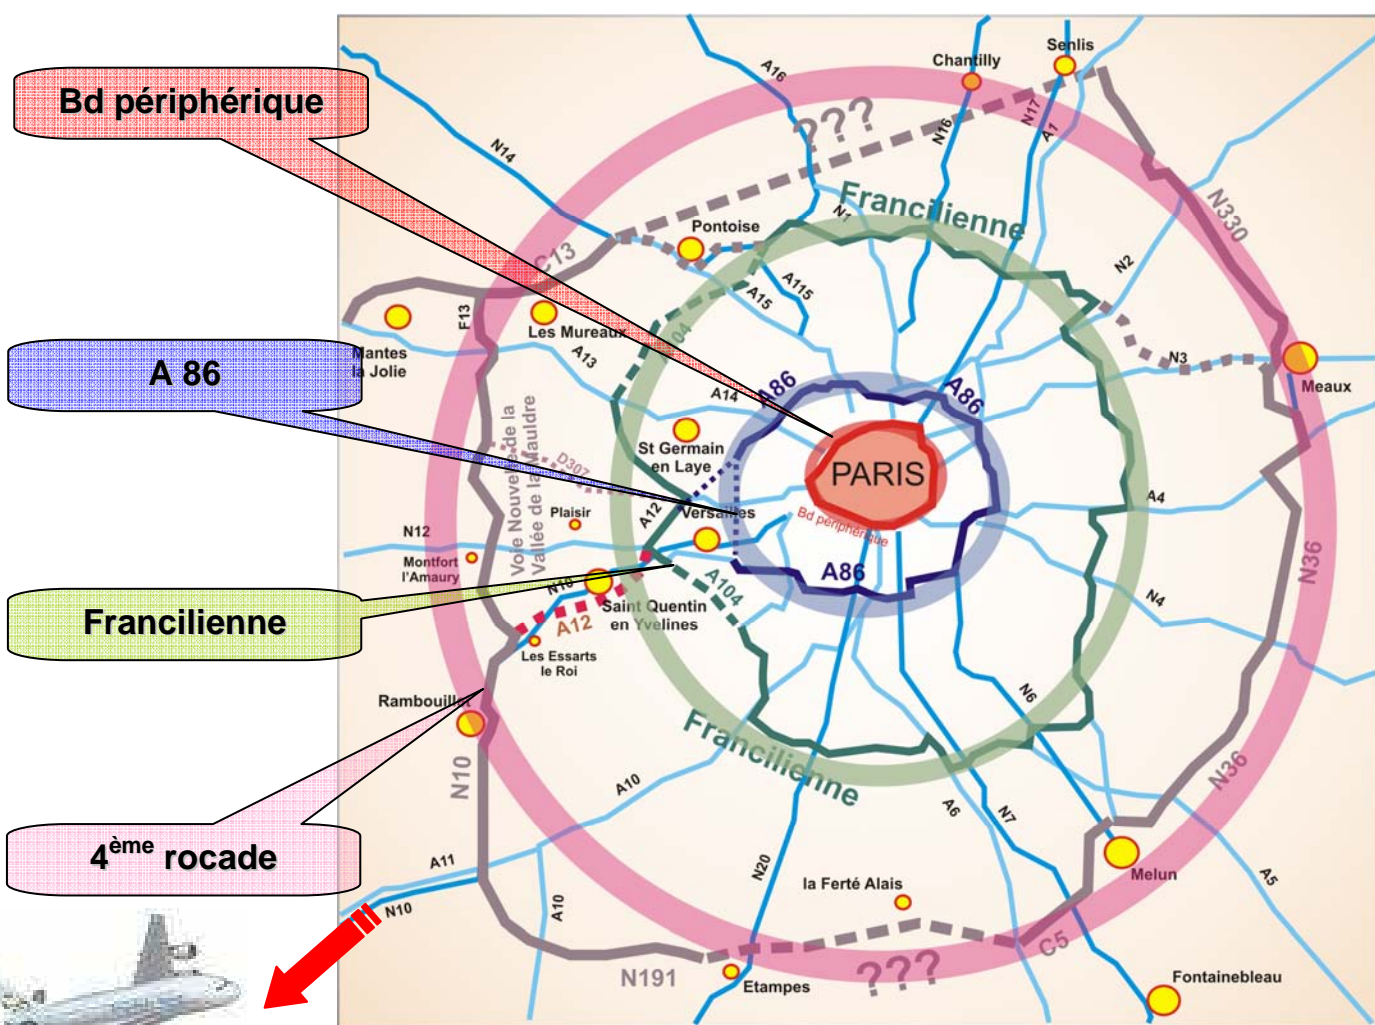 Bd périphérique
A 86
Francilienne
4ème rocade
Senlis
Chantilly
A16
N17
N16
A1
???
N14
Francilienne
N1
N330
Pontoise
N2
C13
A115
A15
F13
Les Mureaux
104
N3
Mantes
la Jolie
A13
Meaux
A86
A86
A14
St Germain
en Laye
Voie Nouvelle de la
Vallée de la Mauldre
D307
PARIS
A4
Plaisir
A12
Versailles
Bd périphérique
N12
N36
Montfort
l'Amaury
A86
N10
A104
N4
Saint Quentin
en Yvelines
A12
Les Essarts
le Roi
N6
Rambouillet
Francilienne
N10
N36
A10
A6
N7
A11
N20
Melun
A5
la Ferté Alais
N10
A10
C5
???
N191
Etampes
Fontainebleau